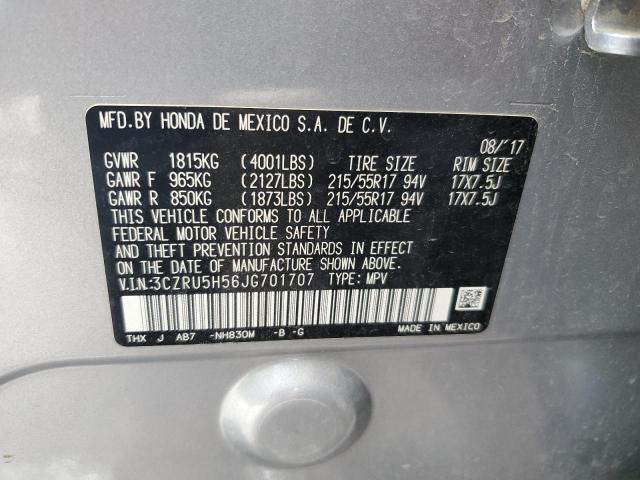 MFD.BY HONDA DE MEXICO S.A. DE C.V.
08/'17
GVWR 1815KG (4001LBS) TIRE SIZE RIM SIZE
GAWR F 965KG (2127LBS) 215/55R17 94V 17X7.5J
GAWR R 850KG (1873LBS) 215/55R17 94V 17X7.5J
THIS VEHICLE CONFORMS TO ALL APPLICABLE
FEDERAL MOTOR VEHICLE SAFETY
AND THEFT PREVENTION STANDARDS IN EFFECT
ON THE DATE OF MANUFACTURE SHOWN ABOVE.
V.I.N.:3CZRU5H56JG701707 TYPE: MPV
THX J AB7 -NH830M -B -G MADE IN MEXICO